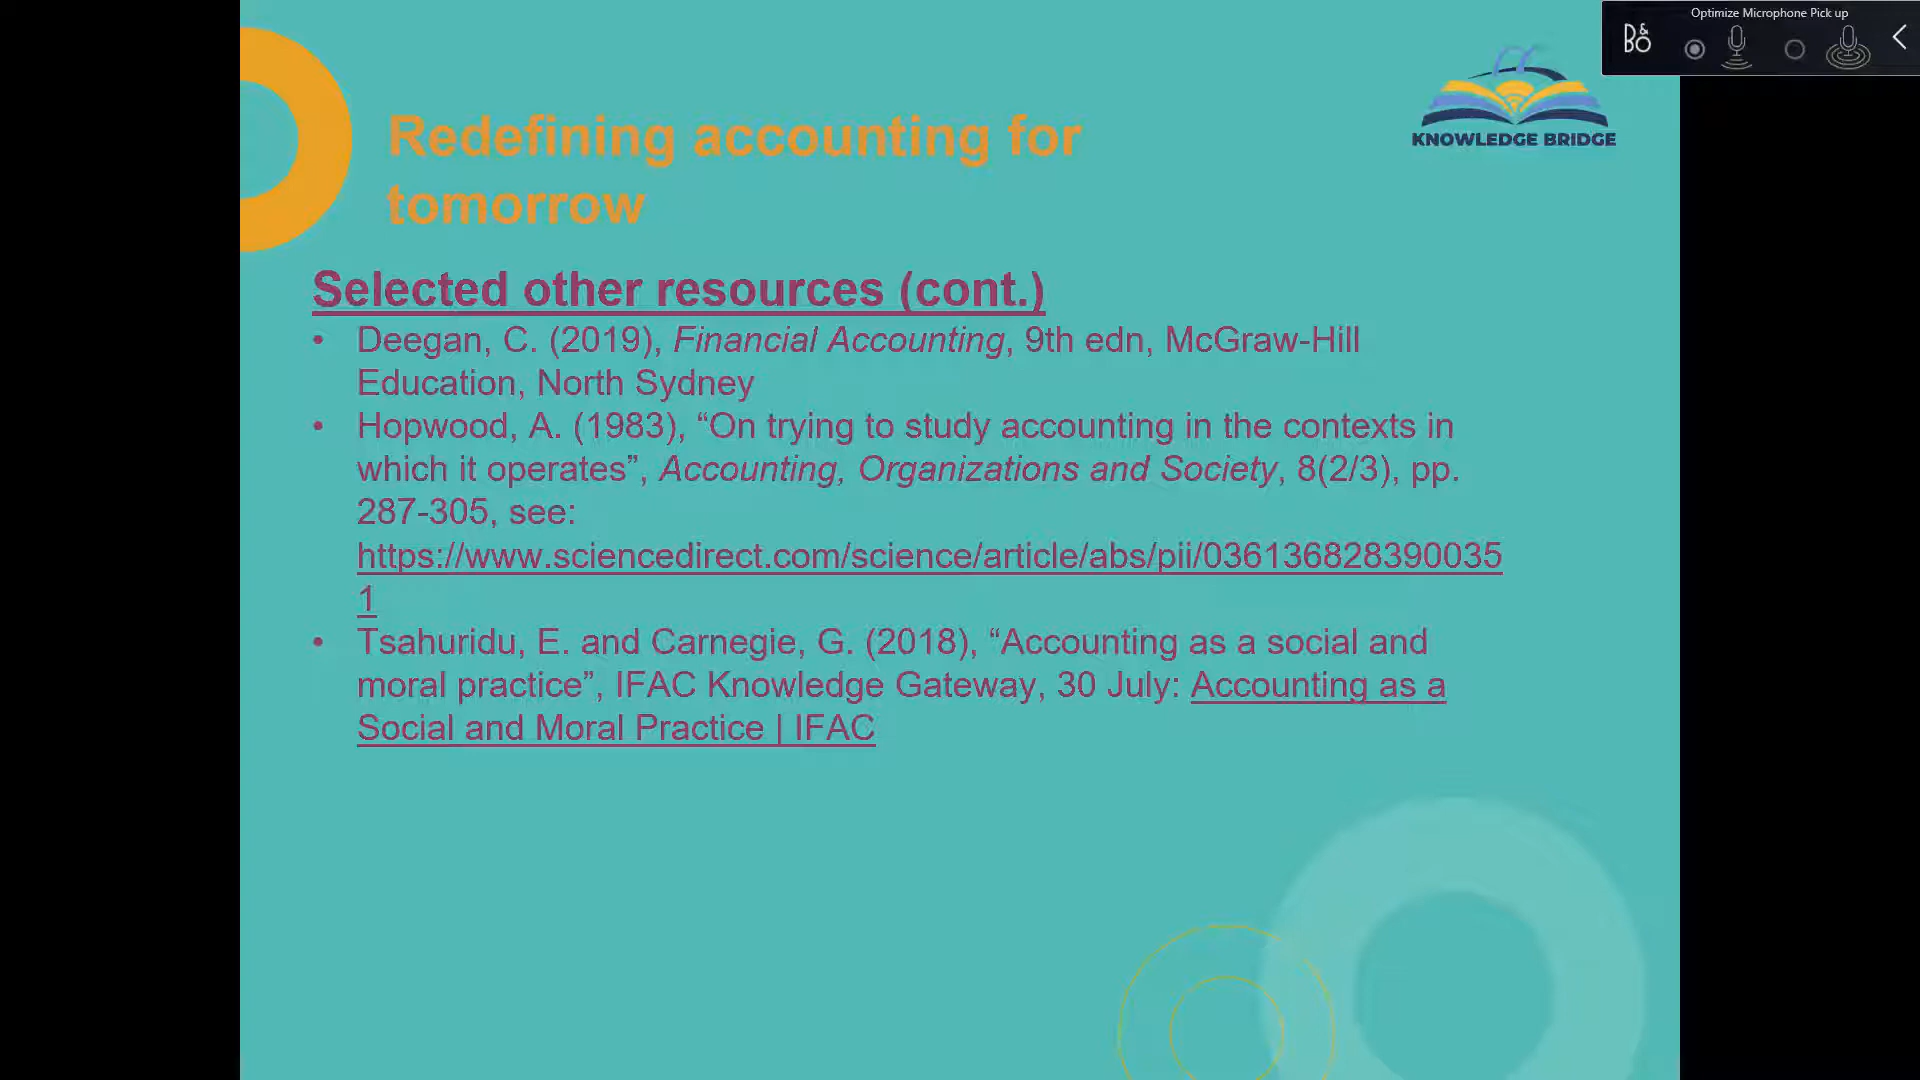 Optimize Microphone Pick up
B&O
KNOWLEDGE BRIDGE
Redefining accounting for
tomorrow
Selected other resources (cont.)
• Deegan, C. (2019), Financial Accounting, 9th edn, McGraw-Hill
Education, North Sydney
• Hopwood, A. (1983), “On trying to study accounting in the contexts in
which it operates”, Accounting, Organizations and Society, 8(2/3), pp.
287-305, see:
https://www.sciencedirect.com/science/article/abs/pii/036136828390035
1
• Tsahuridu, E. and Carnegie, G. (2018), “Accounting as a social and
moral practice”, IFAC Knowledge Gateway, 30 July: Accounting as a
Social and Moral Practice | IFAC